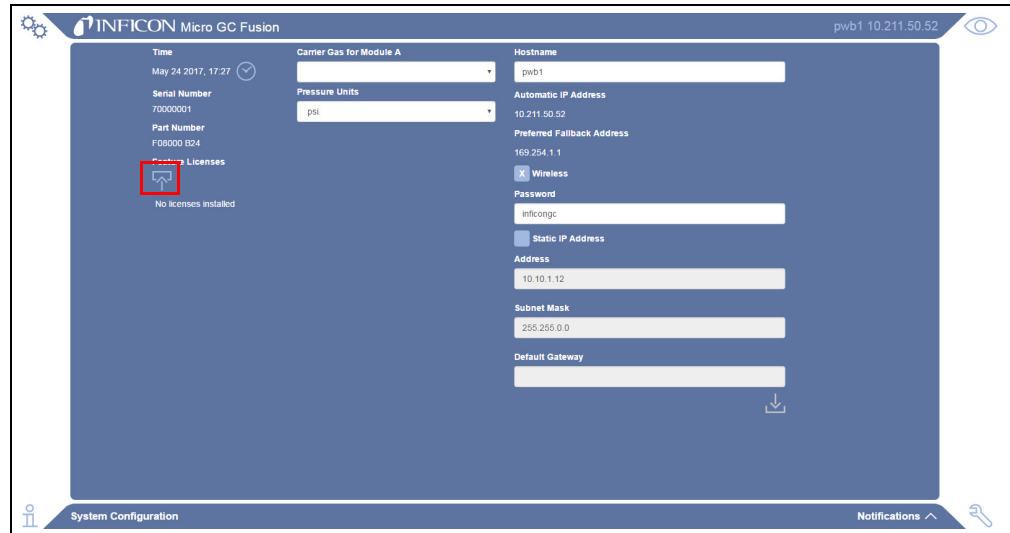 INFICON Micro GC Fusion
pwb1 10.211.50.52
Time
May 24 2017, 17:27
Serial Number
70000001
Part Number
F08000 B24
Feature Licenses
No licenses installed
Carrier Gas for Module A
Pressure Units
psi
Hostname
pwb1
Automatic IP Address
10.211.50.52
Preferred Fallback Address
169.254.1.1
X Wireless
Password
inficongc
Static IP Address
Address
10.10.1.12
Subnet Mask
255.255.0.0
Default Gateway
System Configuration
Notifications